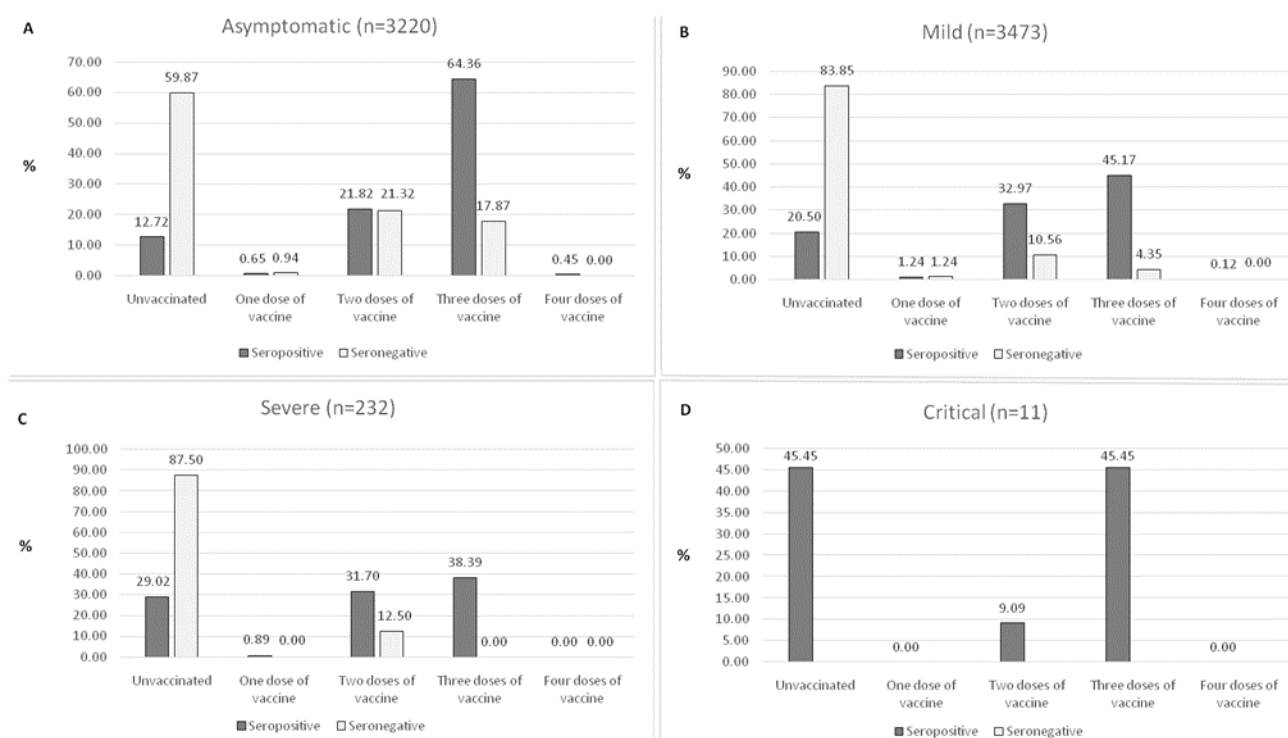 A
Asymptomatic (n=3220)
70.00
60.00
50.00
40.00
30.00
20.00
10.00
0.00
%
12.72
59.87
0.65
0.94
21.82
21.32
64.36
17.87
0.45
0.00
Unvaccinated
One dose of
vaccine
Two doses of
vaccine
Three doses of
vaccine
Four doses of
vaccine
Seropositive
Seronegative
B
Mild (n=3473)
90.00
80.00
70.00
60.00
50.00
40.00
30.00
20.00
10.00
0.00
%
20.50
83.85
1.24
1.24
32.97
10.56
45.17
4.35
0.12
0.00
Unvaccinated
One dose of
vaccine
Two doses of
vaccine
Three doses of
vaccine
Four doses of
vaccine
Seropositive
Seronegative
C
Severe (n=232)
100.00
90.00
80.00
70.00
60.00
50.00
40.00
30.00
20.00
10.00
0.00
%
29.02
87.50
0.89
0.00
31.70
12.50
38.39
0.00
0.00
0.00
Unvaccinated
One dose of
vaccine
Two doses of
vaccine
Three doses of
vaccine
Four doses of
vaccine
Seropositive
Seronegative
D
Critical (n=11)
50.00
45.00
40.00
35.00
30.00
25.00
20.00
15.00
10.00
5.00
0.00
%
45.45
0.00
9.09
45.45
0.00
Unvaccinated
One dose of
vaccine
Two doses of
vaccine
Three doses of
vaccine
Four doses of
vaccine
Seropositive
Seronegative